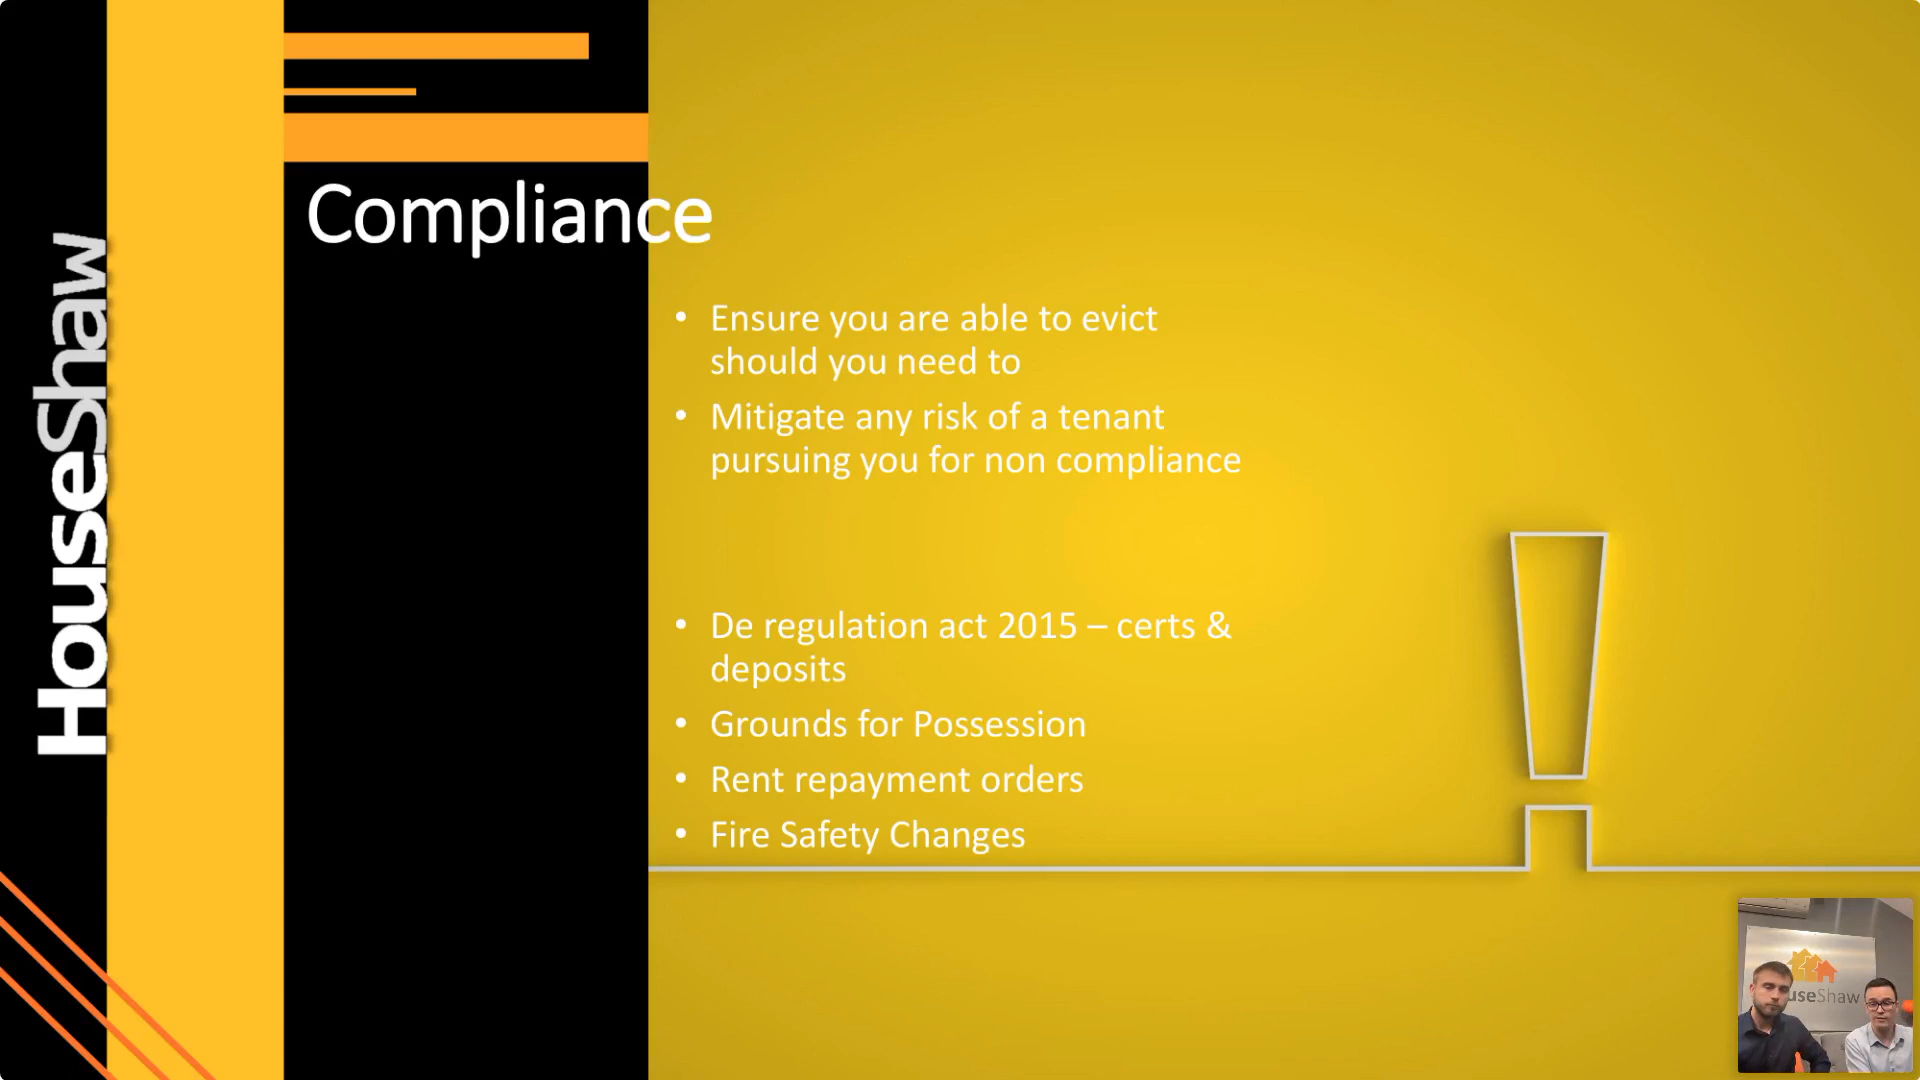 HouseShaw
Compliance
• Ensure you are able to evict
should you need to
• Mitigate any risk of a tenant
pursuing you for non compliance
• De regulation act 2015 – certs &
deposits
• Grounds for Possession
• Rent repayment orders
• Fire Safety Changes
useShaw